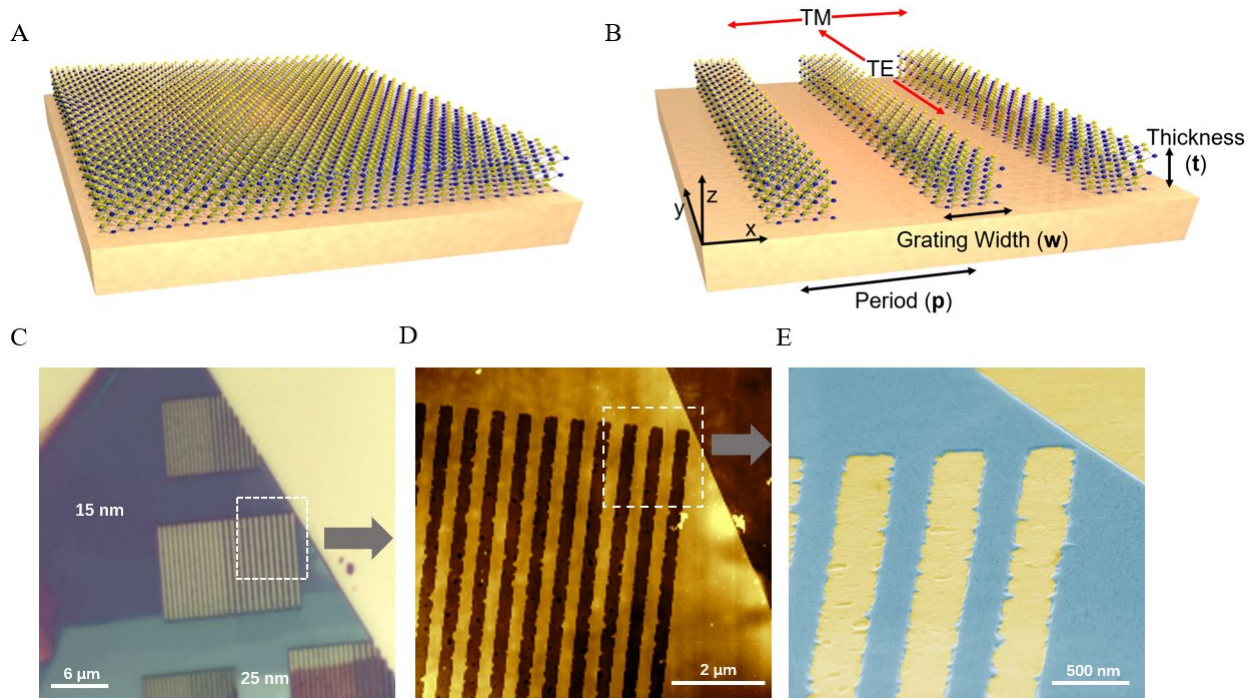 A
B
TM
TE
Thickness
(t)
z
y
x
Grating Width (w)
Period (p)
C
D
E
15 nm
25 nm
6 μm
2 μm
500 nm